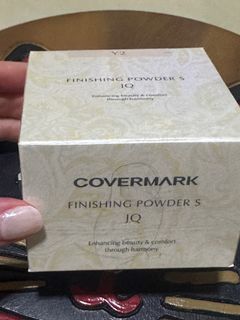 Y2
FINISHING POWDER S
JQ
Enhancing beauty & comfort
through harmony
COVERMARK
FINISHING POWDER S
JQ
Enhancing beauty & comfort
through harmony